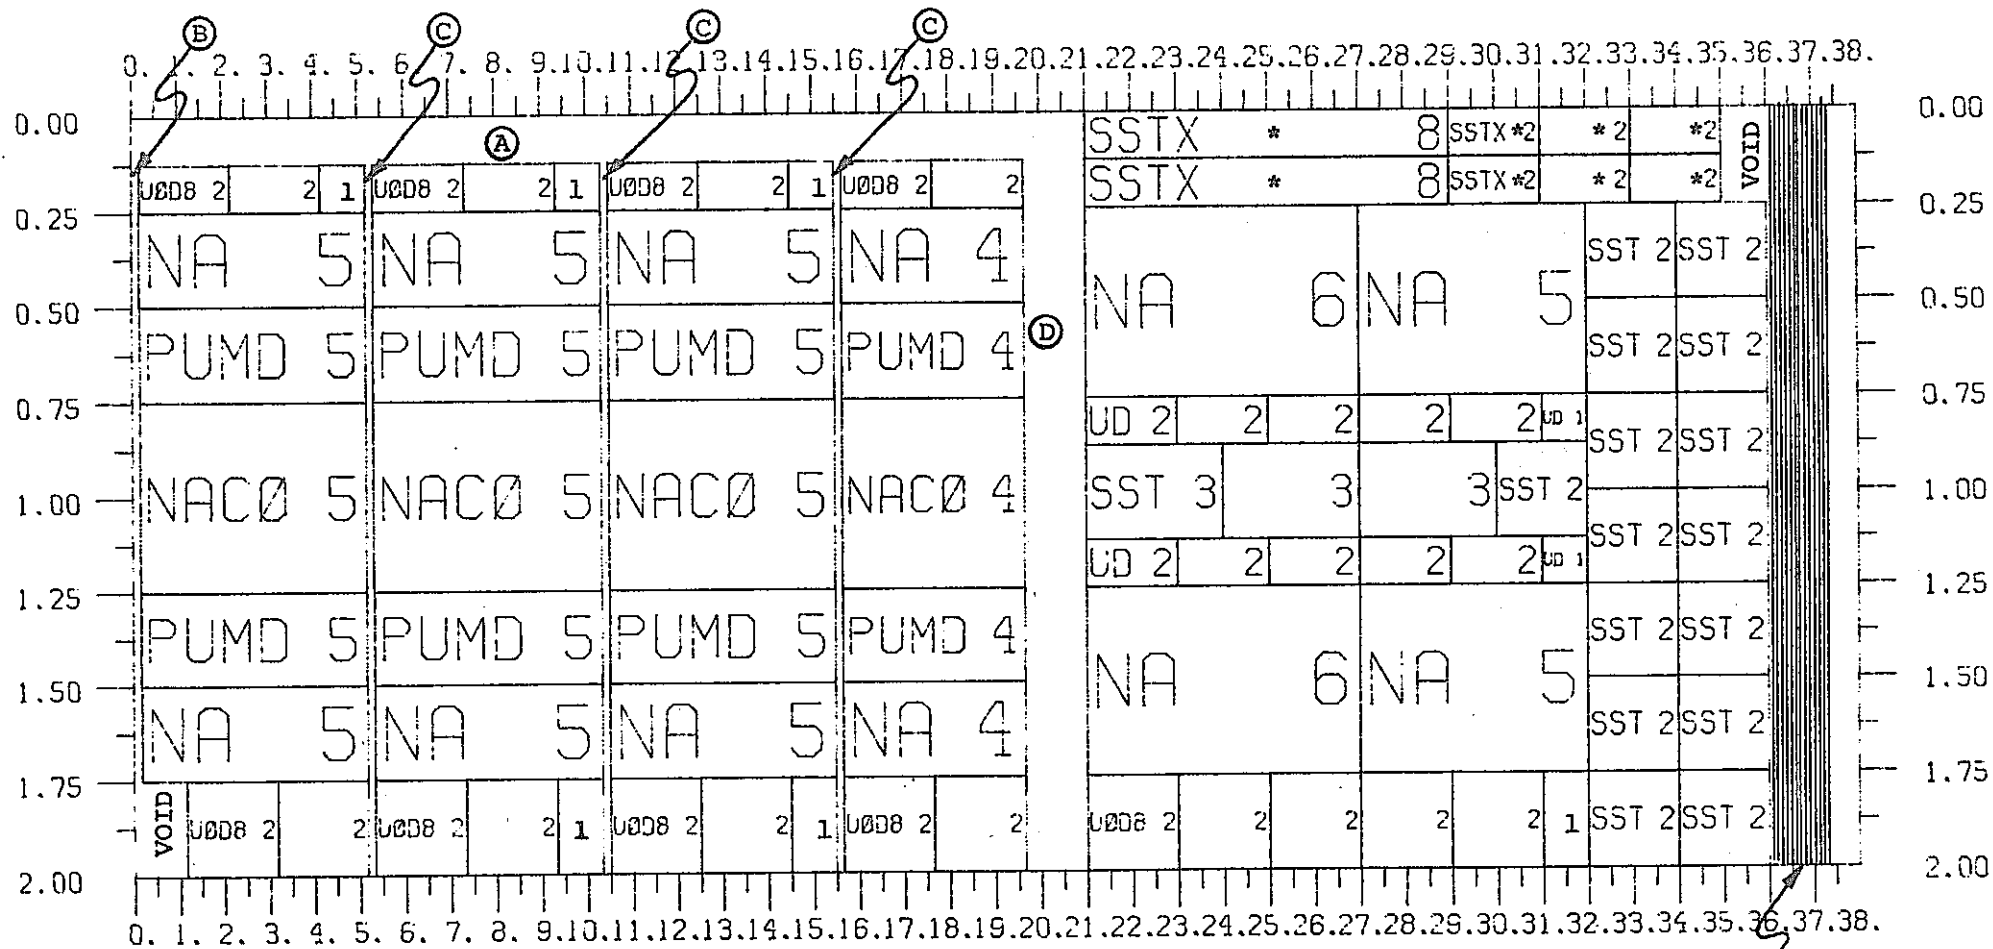 B C C C
0. 1. 2. 3. 4. 5. 6. 7. 8. 9.10.11.12.13.14.15.16.17.18.19.20.21.22.23.24.25.26.27.28.29.30.31.32.33.34.35.36.37.38.
0.00 A SSTX * 8 SSTX *2 * 2 *2 VOID 0.00
UØD8 2 2 1 UØD8 2 2 1 UØD8 2 2 1 UØD8 2 2 SSTX * 8 SSTX *2 * 2 *2
0.25 0.25
NA 5 NA 5 NA 5 NA 4 NA 6 NA 5 SST 2 SST 2
0.50 D 0.50
PUMD 5 PUMD 5 PUMD 5 PUMD 4 SST 2 SST 2
0.75 0.75
UD 2 2 2 2 2 UD 1 SST 2 SST 2
1.00 NACØ 5 NACØ 5 NACØ 5 NACØ 4 SST 3 3 3 SST 2 1.00
UD 2 2 2 2 2 UD 1 SST 2 SST 2
1.25 1.25
PUMD 5 PUMD 5 PUMD 5 PUMD 4 SST 2 SST 2
1.50 NA 6 NA 5 1.50
NA 5 NA 5 NA 5 NA 4 SST 2 SST 2
1.75 1.75
VOID UØD8 2 2 UØD8 2 2 1 UØD8 2 2 1 UØD8 2 2 UØD8 2 2 2 2 2 1 SST 2 SST 2
2.00 2.00
0. 1. 2. 3. 4. 5. 6. 7. 8. 9.10.11.12.13.14.15.16.17.18.19.20.21.22.23.24.25.26.27.28.29.30.31.32.33.34.35.36.37.38.